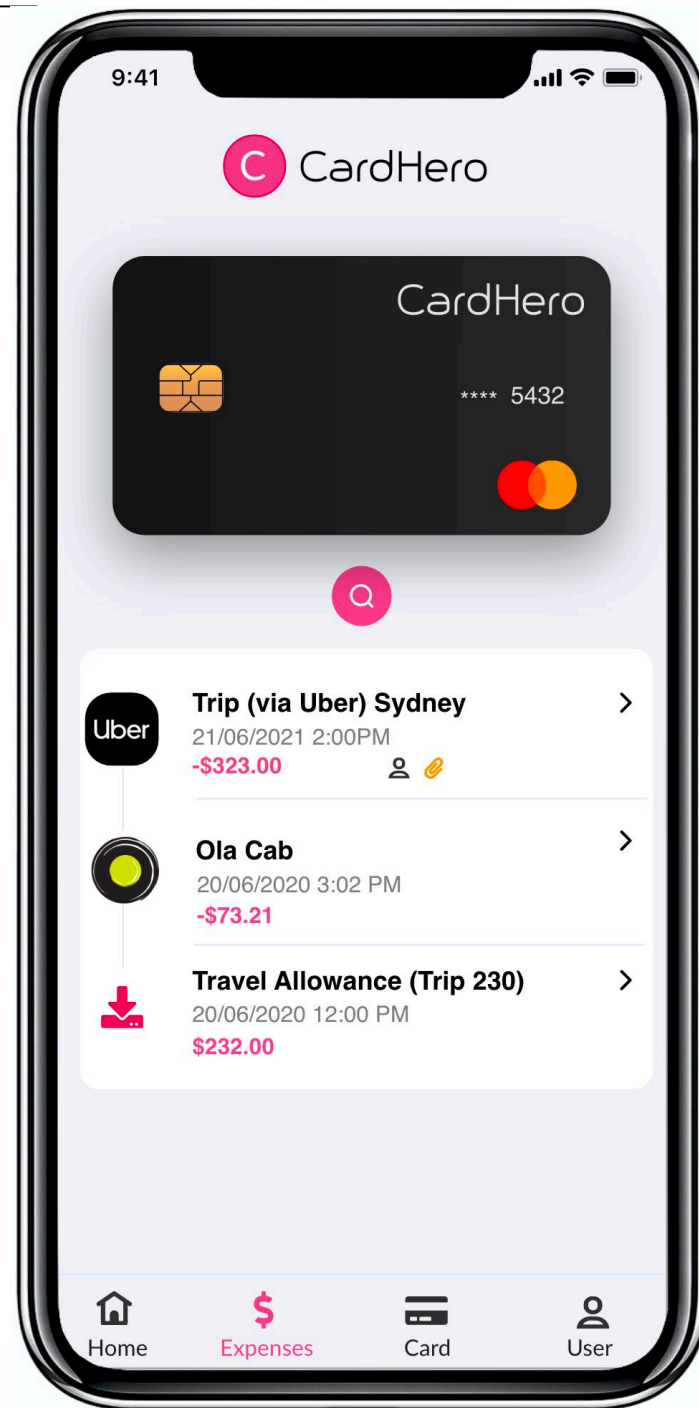 9:41
C CardHero
CardHero
**** 5432
Uber
Trip (via Uber) Sydney
21/06/2021 2:00PM
-$323.00
Ola Cab
20/06/2020 3:02 PM
-$73.21
Travel Allowance (Trip 230)
20/06/2020 12:00 PM
$232.00
$
Home Expenses Card User